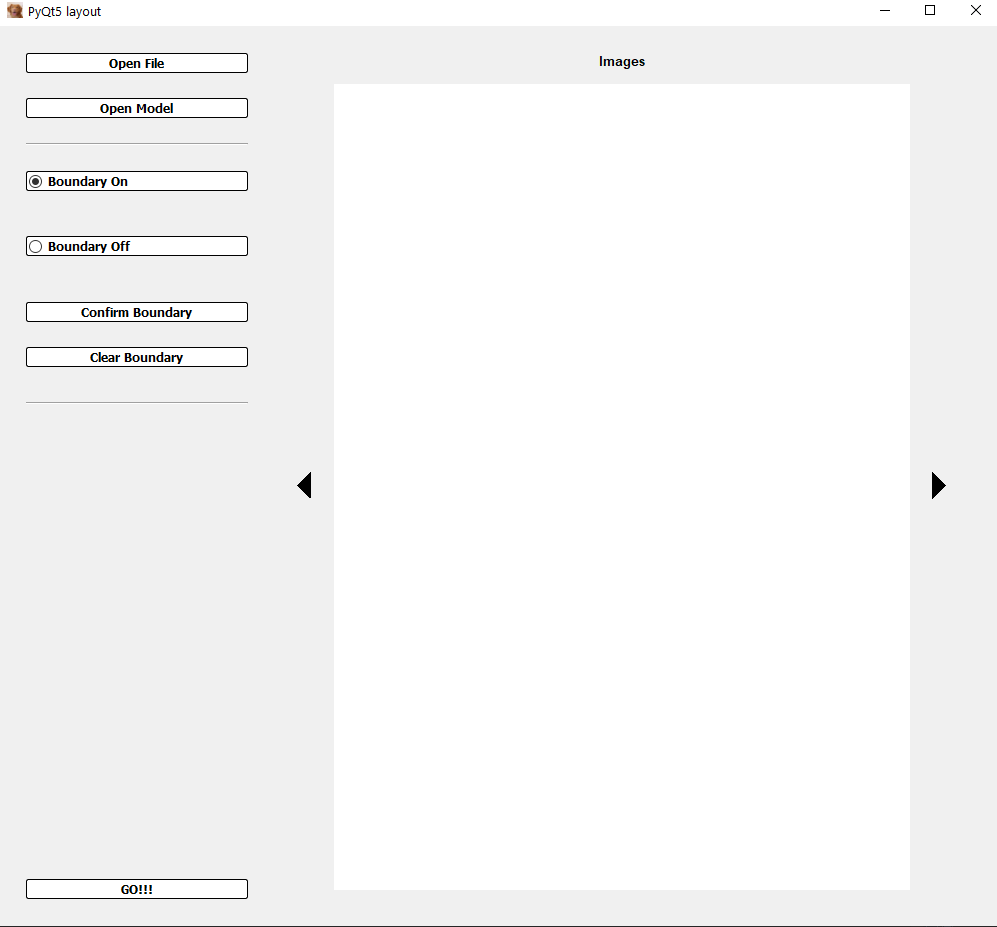 PyQt5 layout
Open File
Open Model
Boundary On
Boundary Off
Confirm Boundary
Clear Boundary
GO!!!
Images